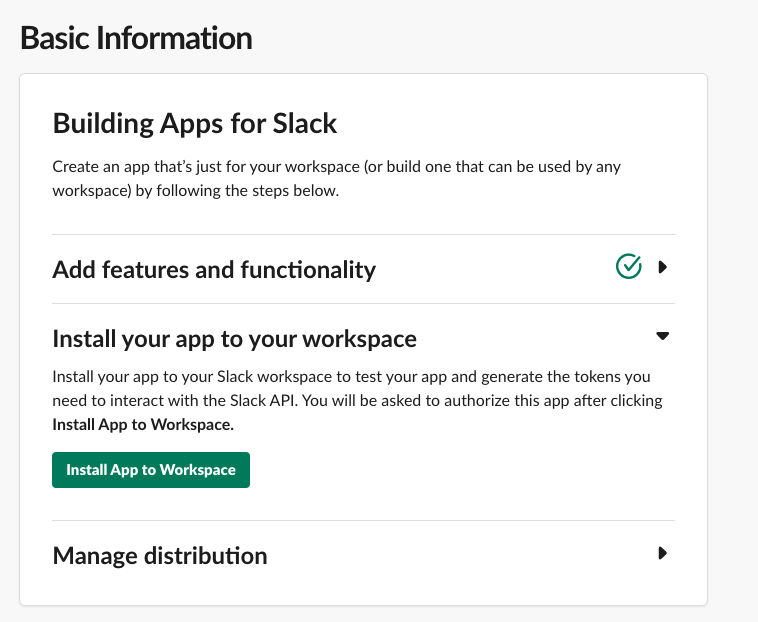 Basic Information
Building Apps for Slack
Create an app that’s just for your workspace (or build one that can be used by any
workspace) by following the steps below.
Add features and functionality
Install your app to your workspace
Install your app to your Slack workspace to test your app and generate the tokens you
need to interact with the Slack API. You will be asked to authorize this app after clicking
Install App to Workspace.
Install App to Workspace
Manage distribution